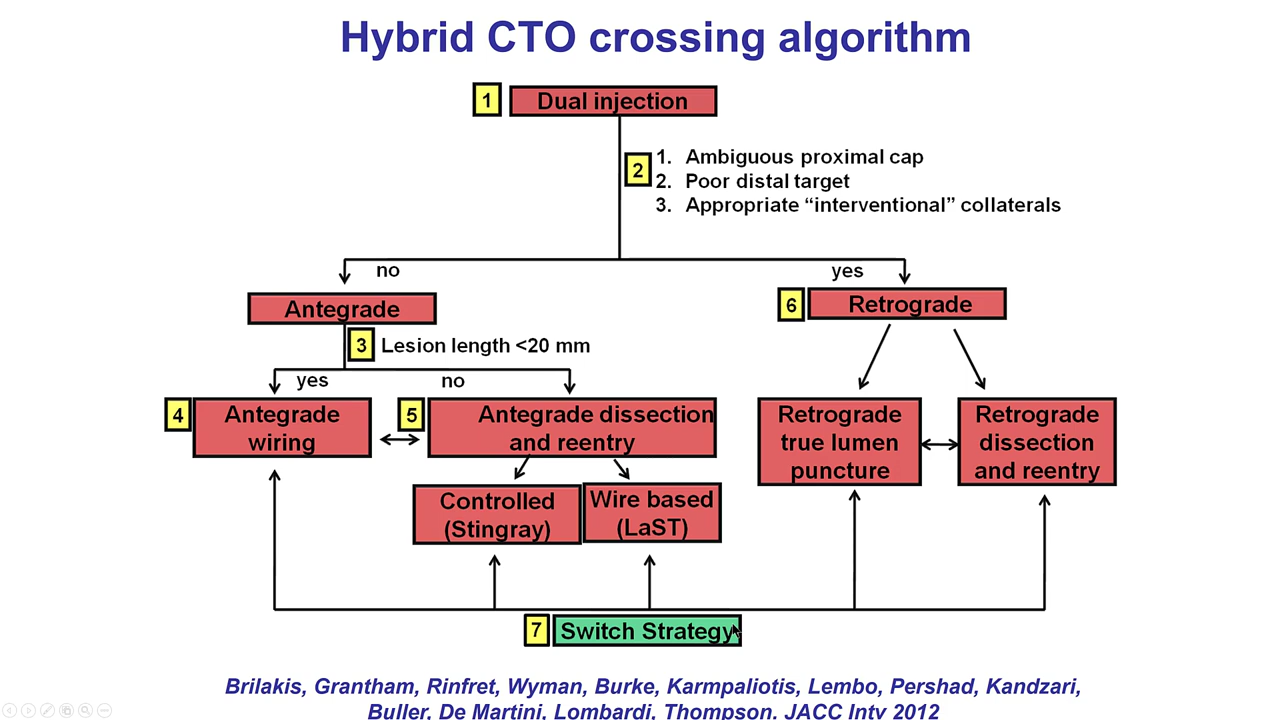 Hybrid CTO crossing algorithm
1
Dual injection
2
1. Ambiguous proximal cap
2. Poor distal target
3. Appropriate “interventional” collaterals
no
yes
Antegrade
6
Retrograde
3
Lesion length <20 mm
yes
no
4
Antegrade
wiring
5
Antegrade dissection
and reentry
Retrograde
true lumen
puncture
Retrograde
dissection
and reentry
Controlled
(Stingray)
Wire based
(LaST)
7
Switch Strategy
Brilakis, Grantham, Rinfret, Wyman, Burke, Karmpaliotis, Lembo, Pershad, Kandzari,
Buller, De Martini, Lombardi, Thompson. JACC Intv 2012